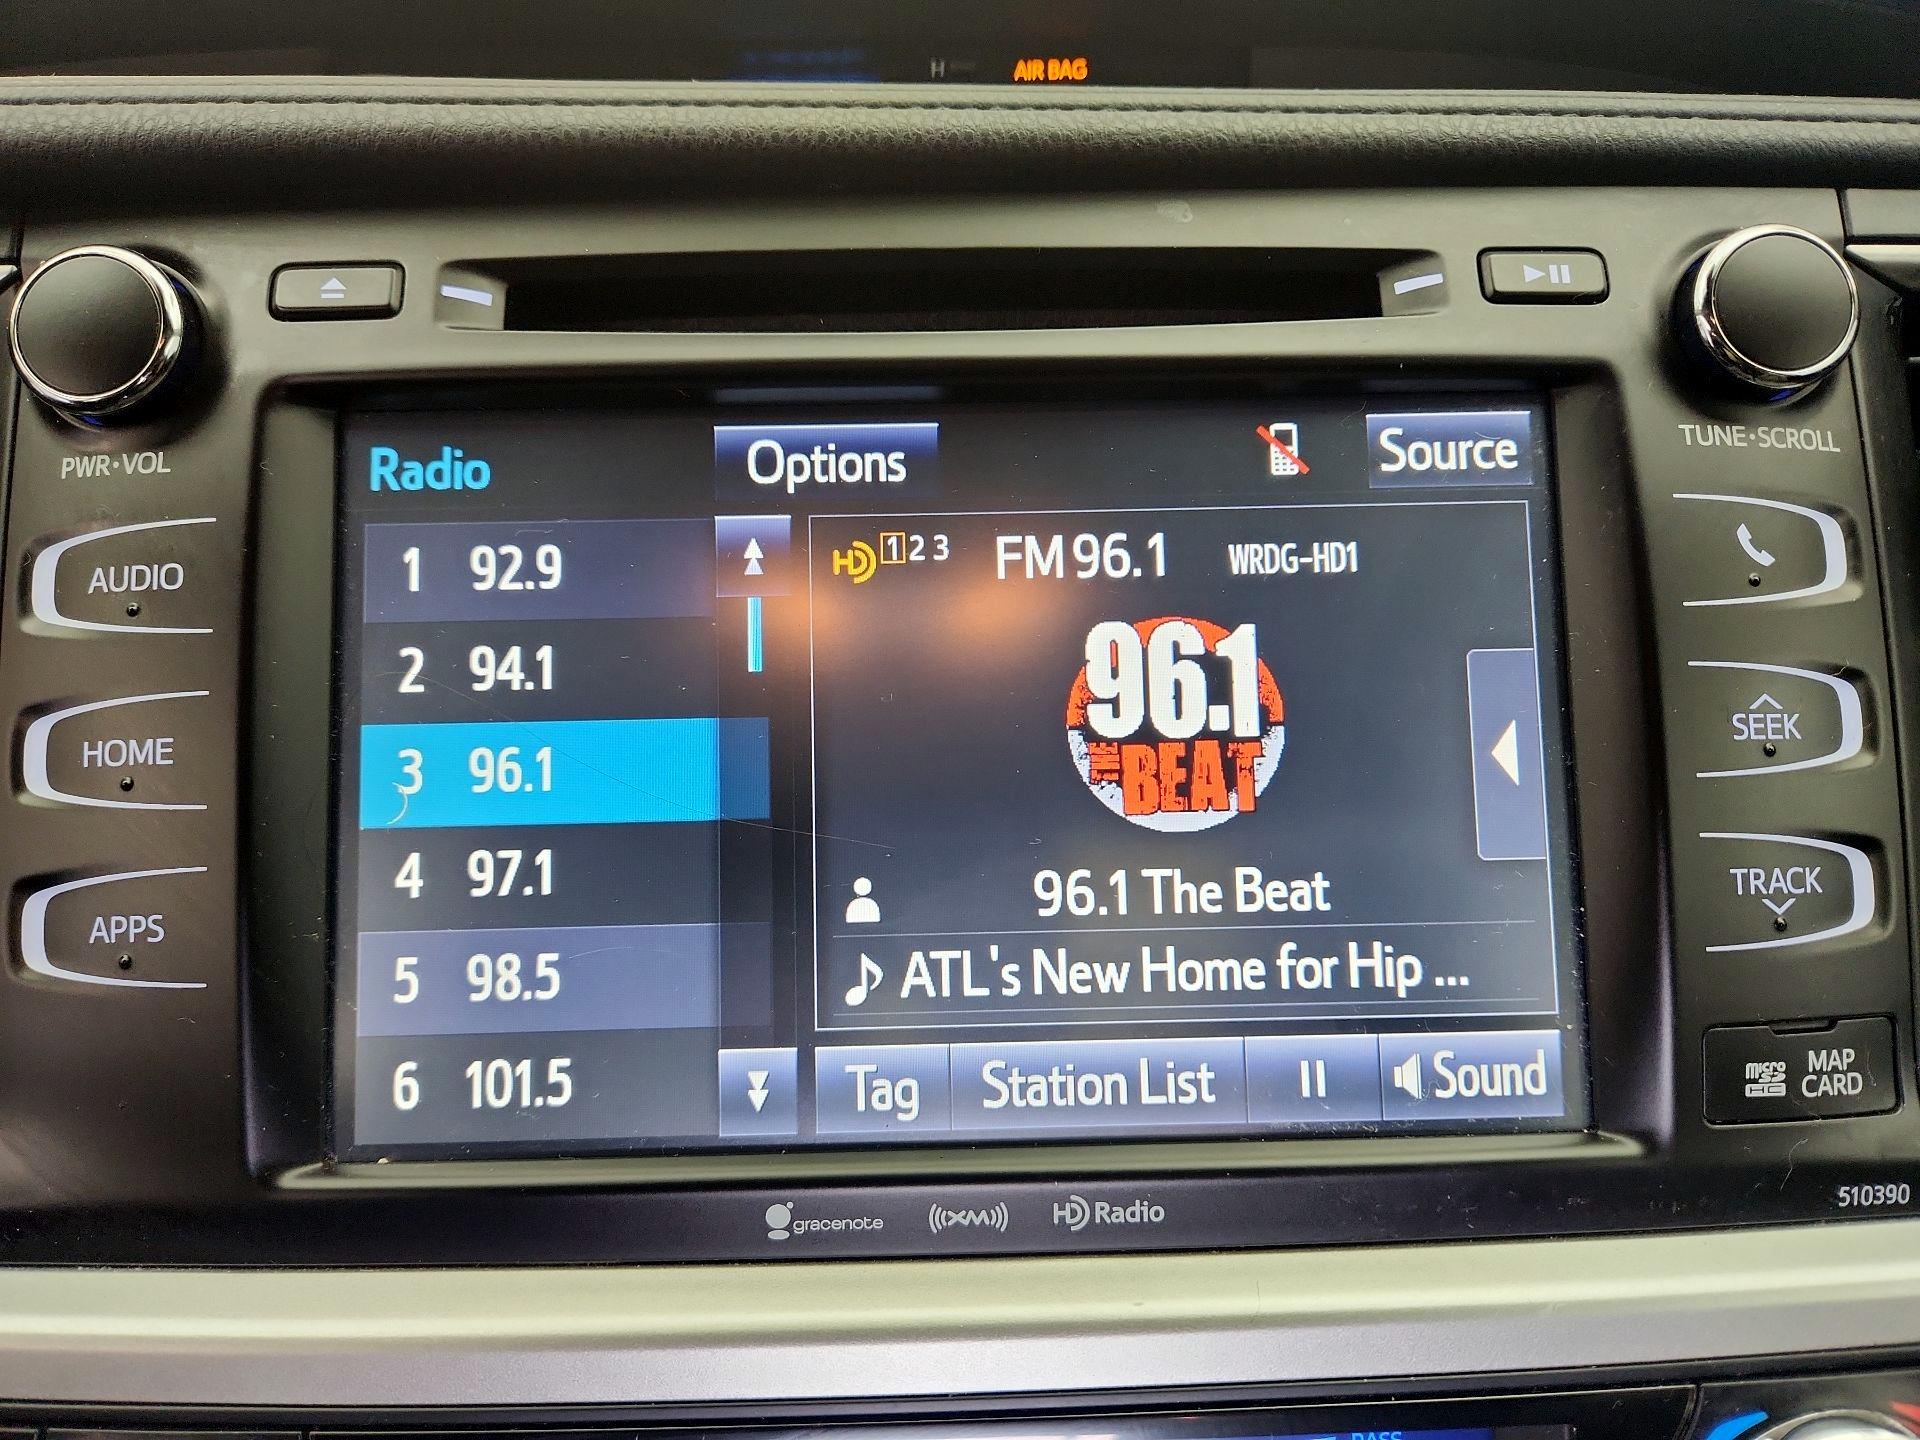 H
AIR BAG
PWR·VOL
TUNE·SCROLL
Radio
Options
Source
AUDIO
HOME
APPS
1 92.9
2 94.1
3 96.1
4 97.1
5 98.5
6 101.5
HD 1 2 3 FM 96.1 WRDG-HD1
96.1
THE
BEAT
96.1 The Beat
ATL's New Home for Hip ...
Tag
Station List
Sound
SEEK
TRACK
micro
SD
HC
MAP
CARD
510390
gracenote
((XM))
HD Radio
PASS